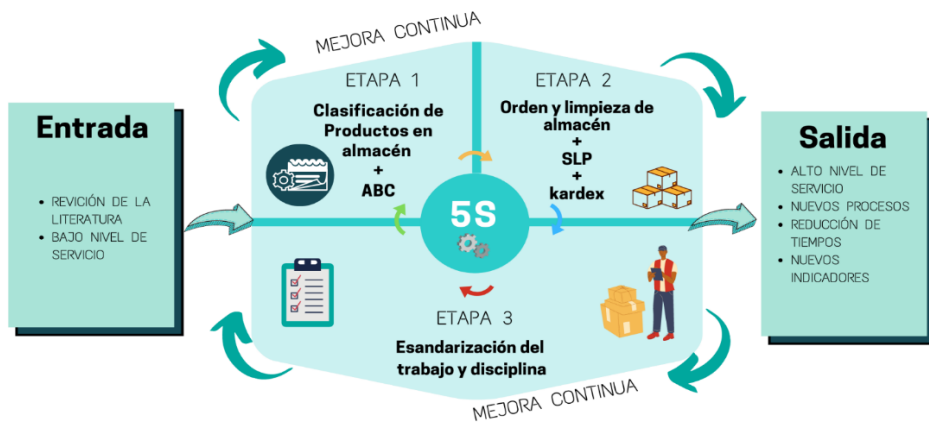 MEJORA CONTINUA
Entrada
• REVICIÓN DE LA
LITERATURA
• BAJO NIVEL DE
SERVICIO
ETAPA 1
Clasificación de
Productos en
almacén
+
ABC
ETAPA 2
Orden y limpieza de
almacén
+
SLP
+
kardex
5S
ETAPA 3
Esandarización del
trabajo y disciplina
MEJORA CONTINUA
Salida
• ALTO NIVEL DE
SERVICIO
• NUEVOS PROCESOS
• REDUCCIÓN DE
TIEMPOS
• NUEVOS
INDICADORES